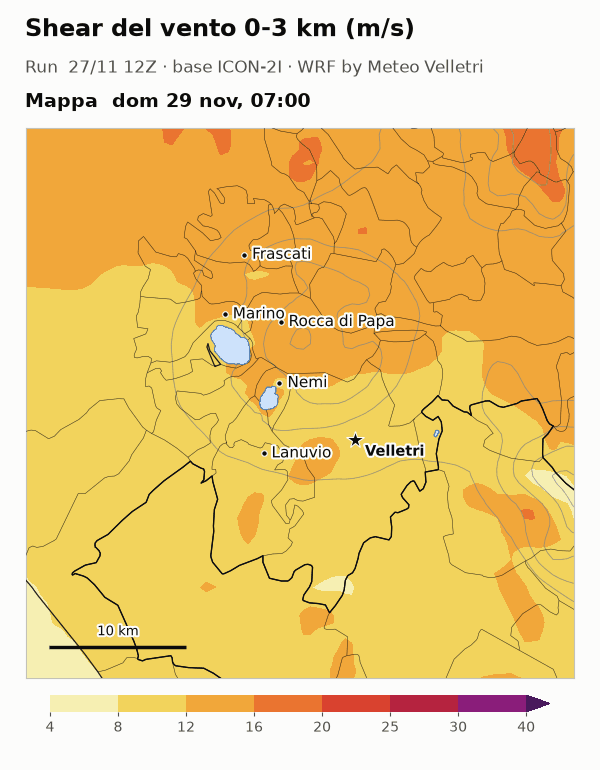 Shear del vento 0-3 km (m/s)
Run  27/11 12Z · base ICON-2I · WRF by Meteo Velletri
Mappa  dom 29 nov, 07:00
Frascati
Marino
Rocca di Papa
Nemi
Velletri
Lanuvio
10 km
4 8 12 16 20 25 30 40